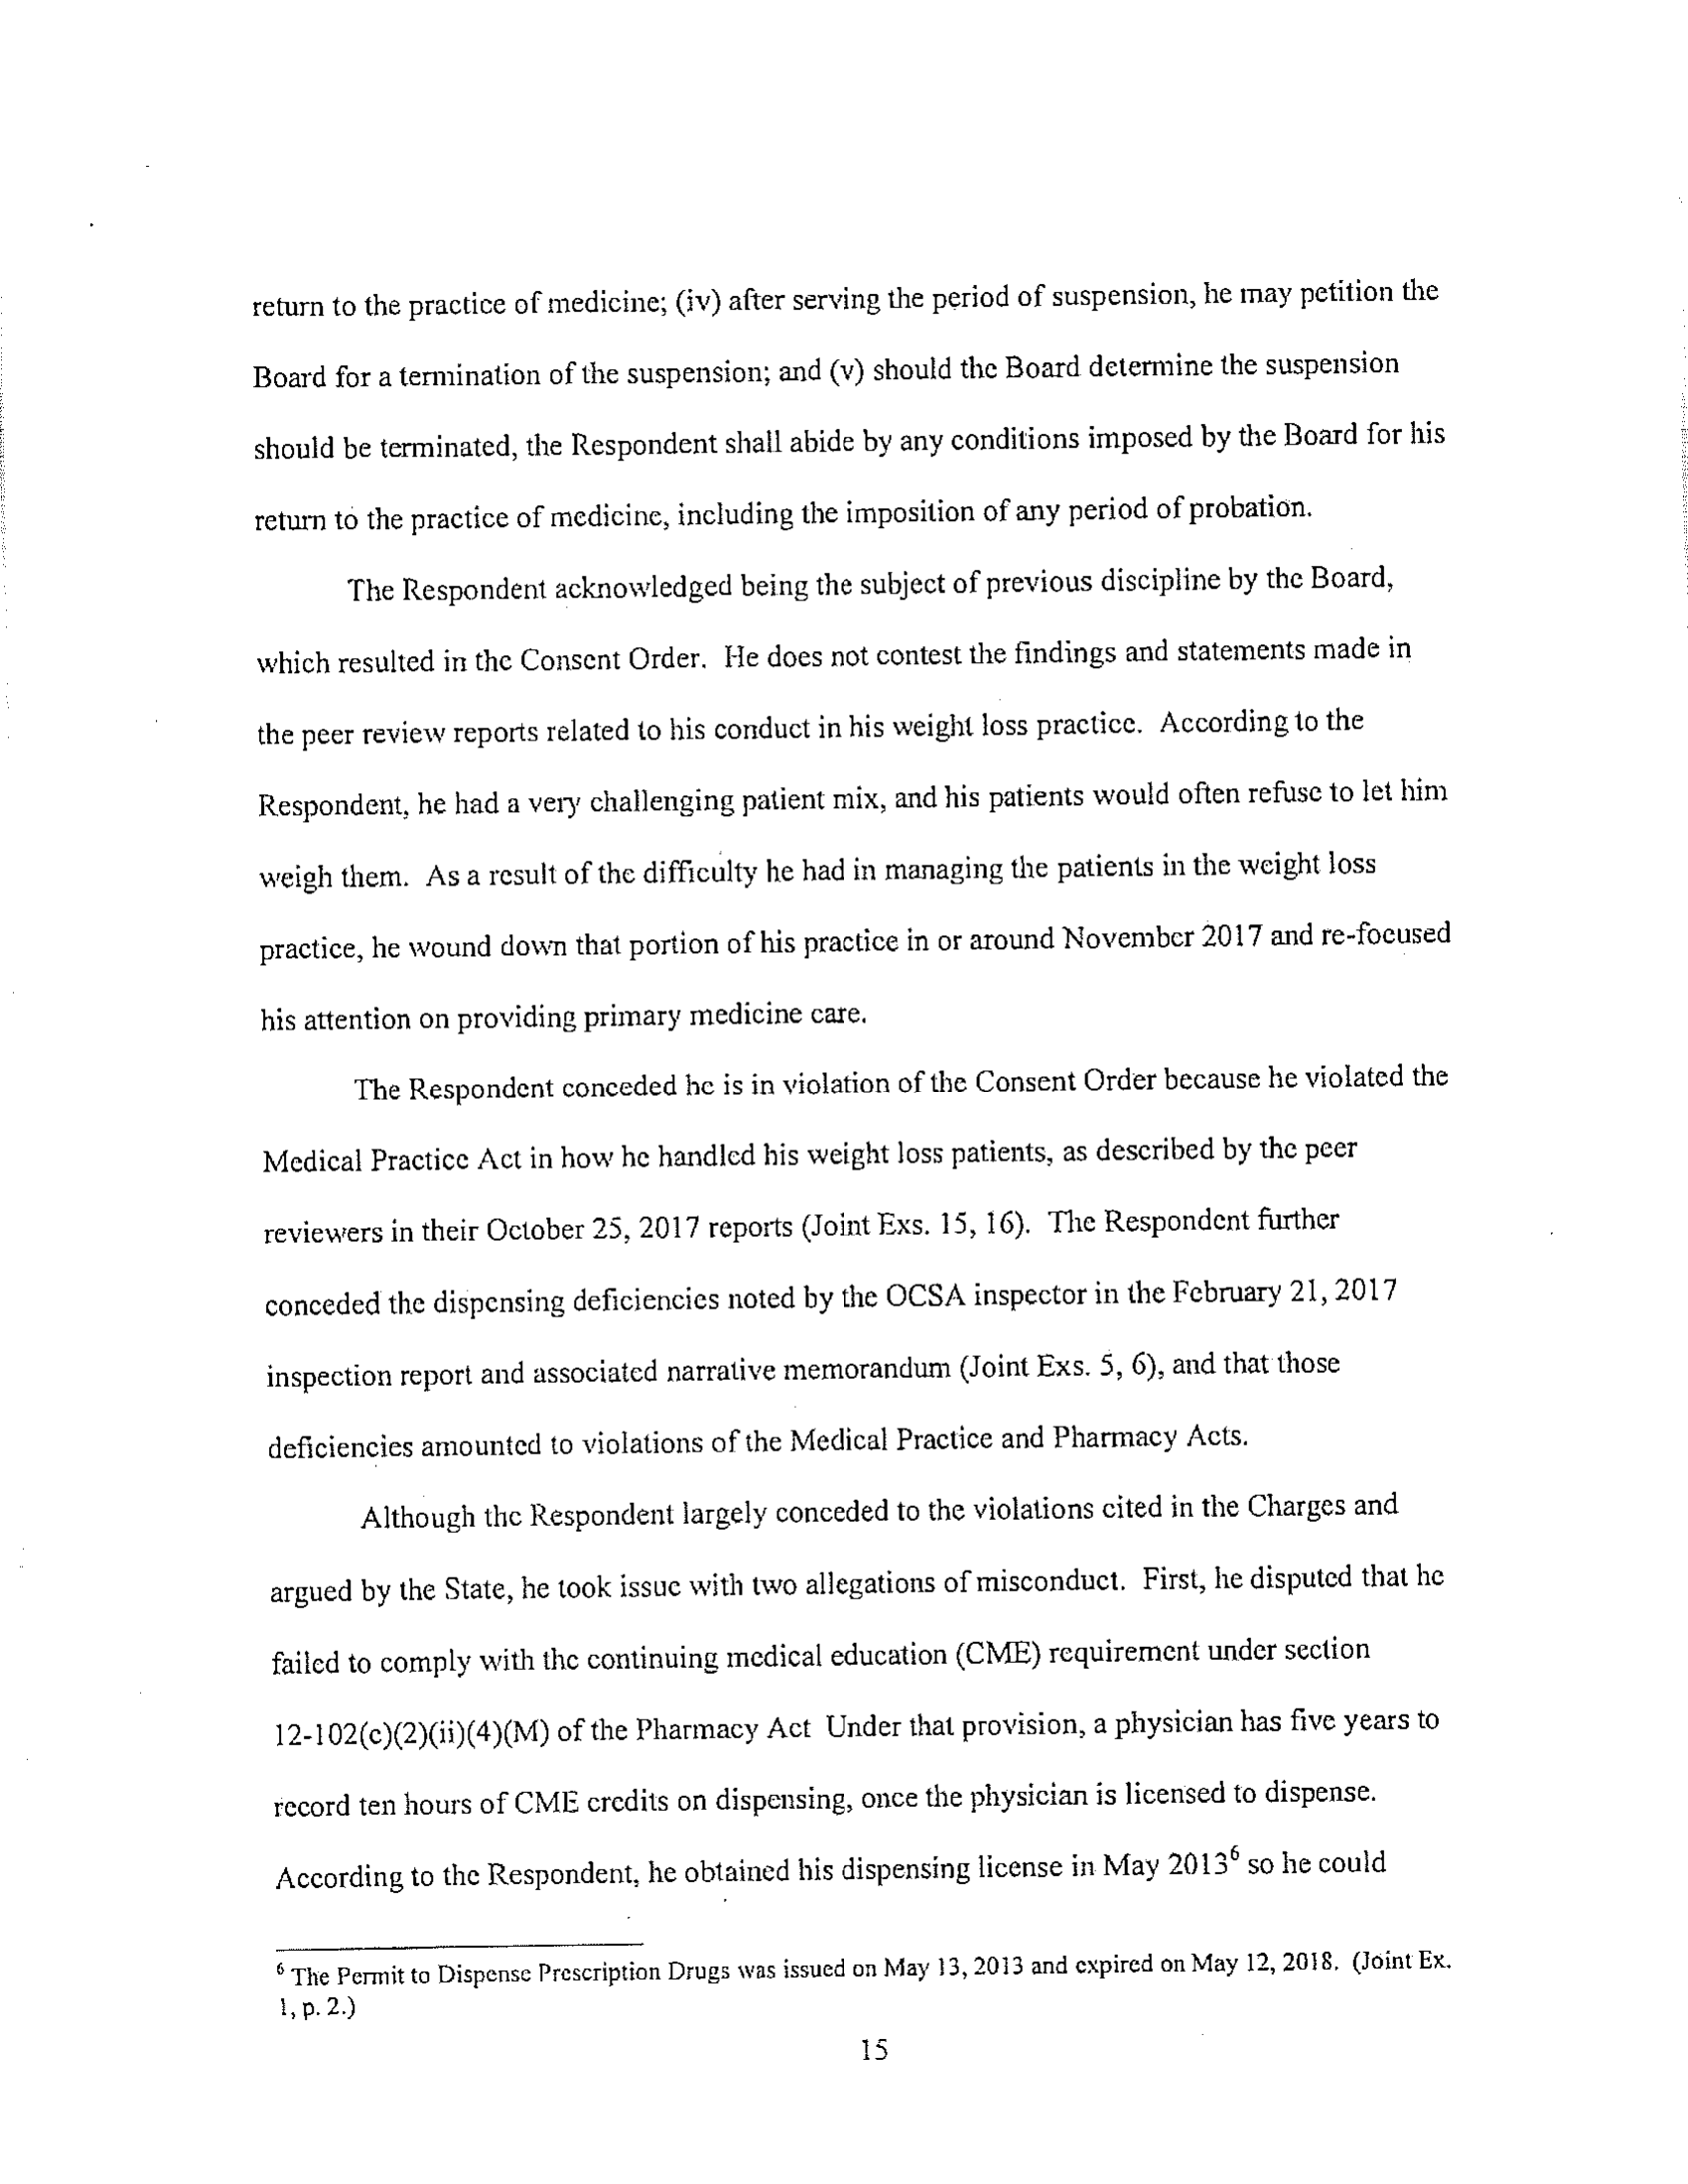 return to the practice of medicine; (iv) after serving the period of suspension, he may petition the
Board for a termination of the suspension; and (v) should the Board determine the suspension
should be terminated, the Respondent shall abide by any conditions imposed by the Board for his
return to the practice of medicine, including the imposition of any period of probation.
The Respondent acknowledged being the subject of previous discipline by the Board,
which resulted in the Consent Order. He does not contest the findings and statements made in
the peer review reports related to his conduct in his weight loss practice. According to the
Respondent, he had a very challenging patient mix, and his patients would often refuse to let him
weigh them. As a result of the difficulty he had in managing the patients in the weight loss
practice, he wound down that portion of his practice in or around November 2017 and re-focused
his attention on providing primary medicine care.
The Respondent conceded he is in violation of the Consent Order because he violated the
Medical Practice Act in how he handled his weight loss patients, as described by the peer
reviewers in their October 25, 2017 reports (Joint Exs. 15, 16). The Respondent further
conceded the dispensing deficiencies noted by the OCSA inspector in the February 21, 2017
inspection report and associated narrative memorandum (Joint Exs. 5, 6), and that those
deficiencies amounted to violations of the Medical Practice and Pharmacy Acts.
Although the Respondent largely conceded to the violations cited in the Charges and
argued by the State, he took issue with two allegations of misconduct. First, he disputed that he
failed to comply with the continuing medical education (CME) requirement under section
12-102(c)(2)(ii)(4)(M) of the Pharmacy Act Under that provision, a physician has five years to
record ten hours of CME credits on dispensing, once the physician is licensed to dispense.
According to the Respondent, he obtained his dispensing license in May 2013⁶ so he could
⁶ The Permit to Dispense Prescription Drugs was issued on May 13, 2013 and expired on May 12, 2018. (Joint Ex.
1, p. 2.)
15